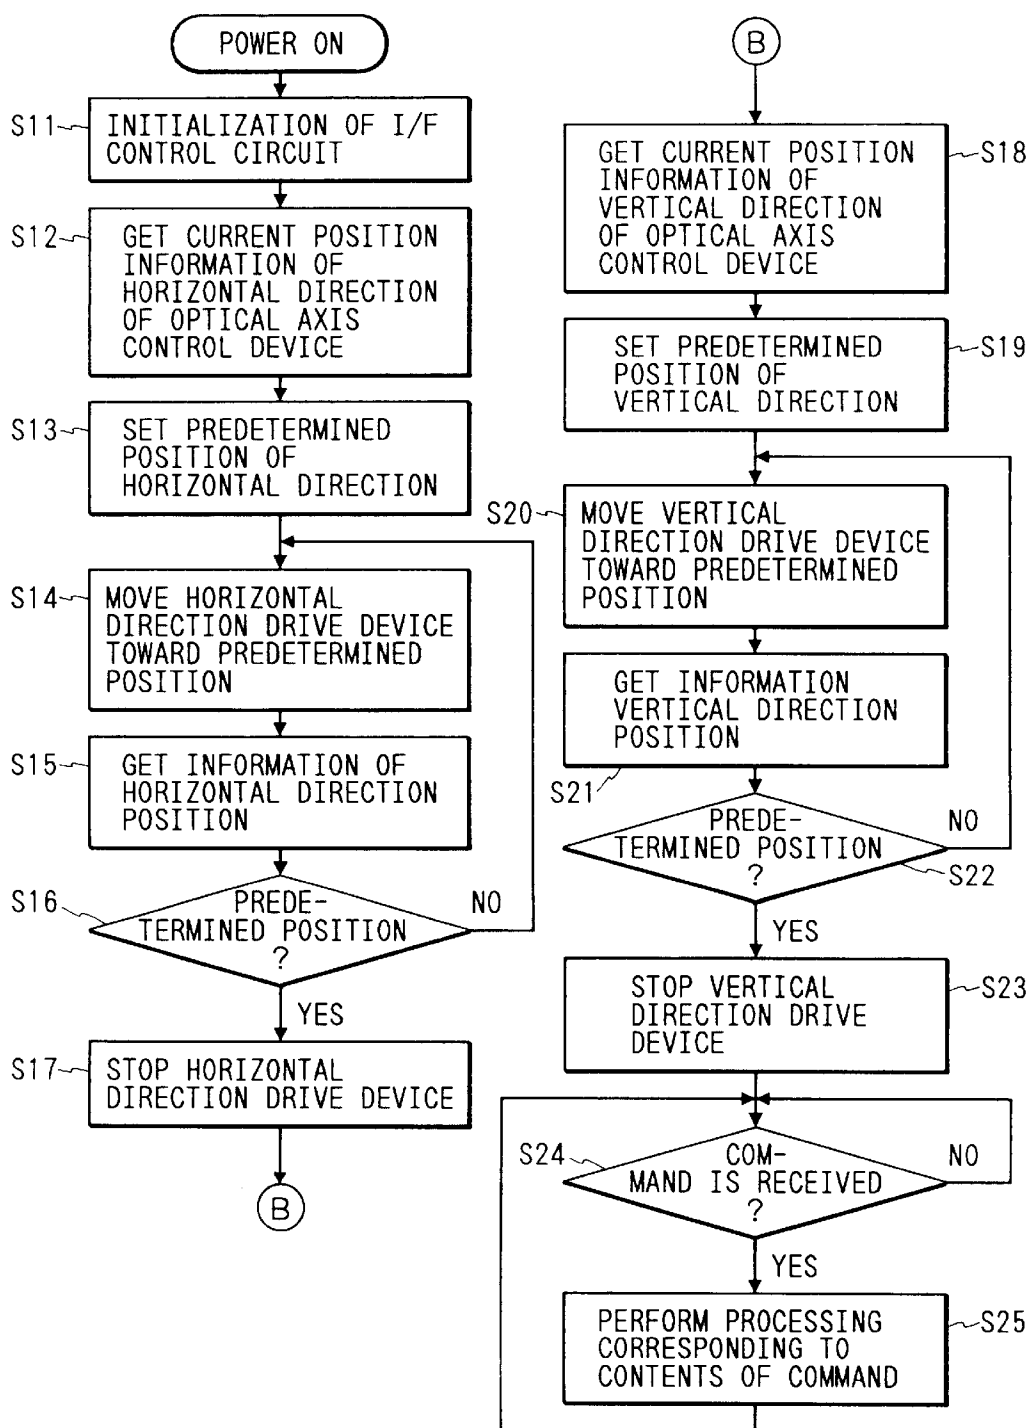 POWER ON
S11
INITIALIZATION OF I/F
CONTROL CIRCUIT
S12
GET CURRENT POSITION
INFORMATION OF
HORIZONTAL DIRECTION
OF OPTICAL AXIS
CONTROL DEVICE
S13
SET PREDETERMINED
POSITION OF
HORIZONTAL DIRECTION
S14
MOVE HORIZONTAL
DIRECTION DRIVE DEVICE
TOWARD PREDETERMINED
POSITION
S15
GET INFORMATION OF
HORIZONTAL DIRECTION
POSITION
S16
PREDE-
TERMINED POSITION
?
NO
YES
S17
STOP HORIZONTAL
DIRECTION DRIVE DEVICE
B
B
S18
GET CURRENT POSITION
INFORMATION OF
VERTICAL DIRECTION
OF OPTICAL AXIS
CONTROL DEVICE
S19
SET PREDETERMINED
POSITION OF
VERTICAL DIRECTION
S20
MOVE VERTICAL
DIRECTION DRIVE DEVICE
TOWARD PREDETERMINED
POSITION
GET INFORMATION
VERTICAL DIRECTION
POSITION
S21
PREDE-
TERMINED POSITION
?
NO
S22
YES
S23
STOP VERTICAL
DIRECTION DRIVE
DEVICE
S24
COM-
MAND IS RECEIVED
?
NO
YES
S25
PERFORM PROCESSING
CORRESPONDING TO
CONTENTS OF COMMAND